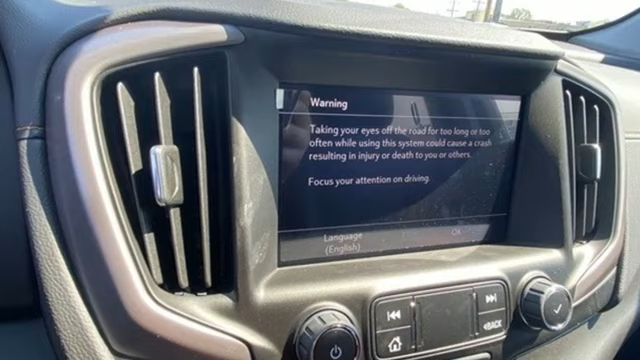 Warning
Taking your eyes off the road for too long or too
often while using this system could cause a crash
resulting in injury or death to you or others.
Focus your attention on driving.
Language
(English)
OK
BACK